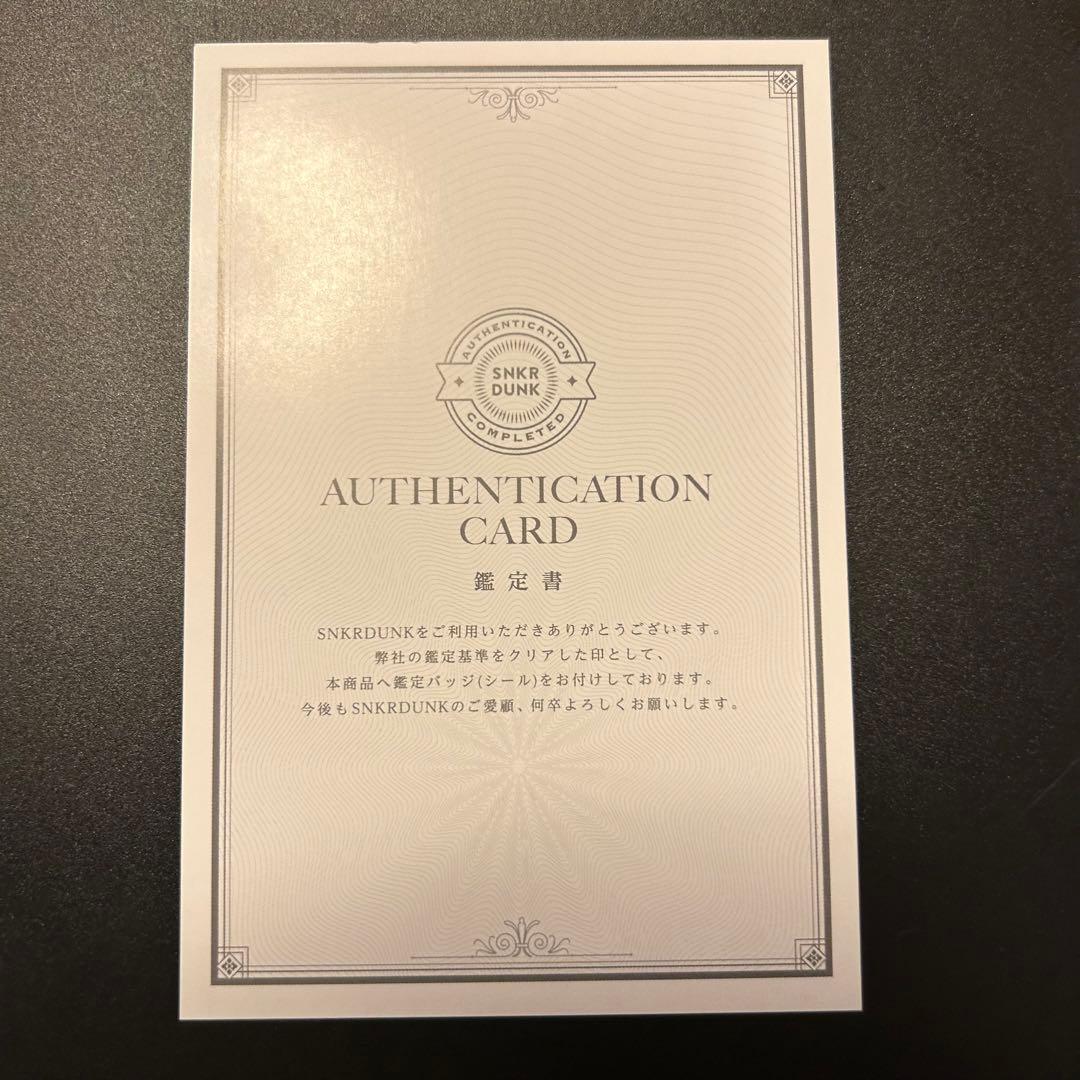 AUTHENTICATION
SNKR
DUNK
COMPLETED
AUTHENTICATION
CARD
鑑定書
SNKRDUNKをご利用いただきありがとうございます。
弊社の鑑定基準をクリアした印として、
本商品へ鑑定バッジ(シール)をお付けしております。
今後もSNKRDUNKのご愛顧、何卒よろしくお願いします。